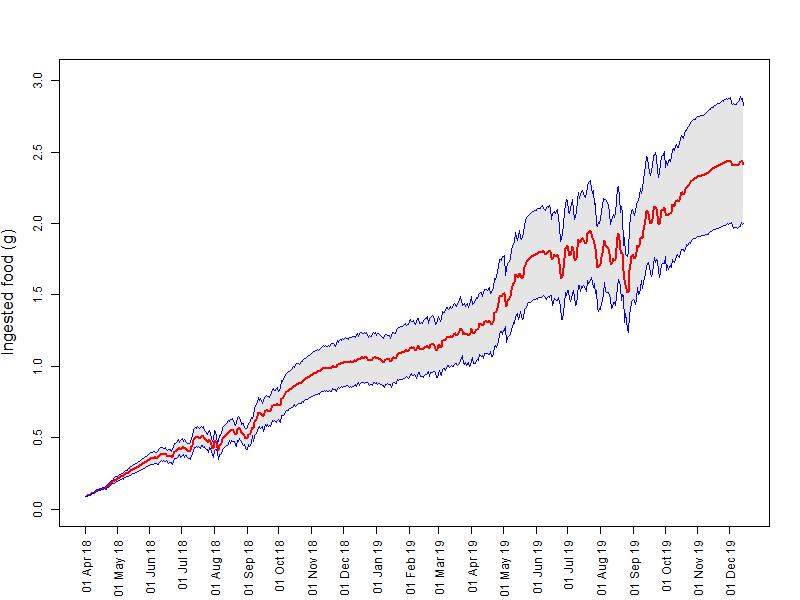 Ingested food (g)
3.0
2.5
2.0
1.5
1.0
0.5
0.0
01 Apr 18
01 May 18
01 Jun 18
01 Jul 18
01 Aug 18
01 Sep 18
01 Oct 18
01 Nov 18
01 Dec 18
01 Jan 19
01 Feb 19
01 Mar 19
01 Apr 19
01 May 19
01 Jun 19
01 Jul 19
01 Aug 19
01 Sep 19
01 Oct 19
01 Nov 19
01 Dec 19